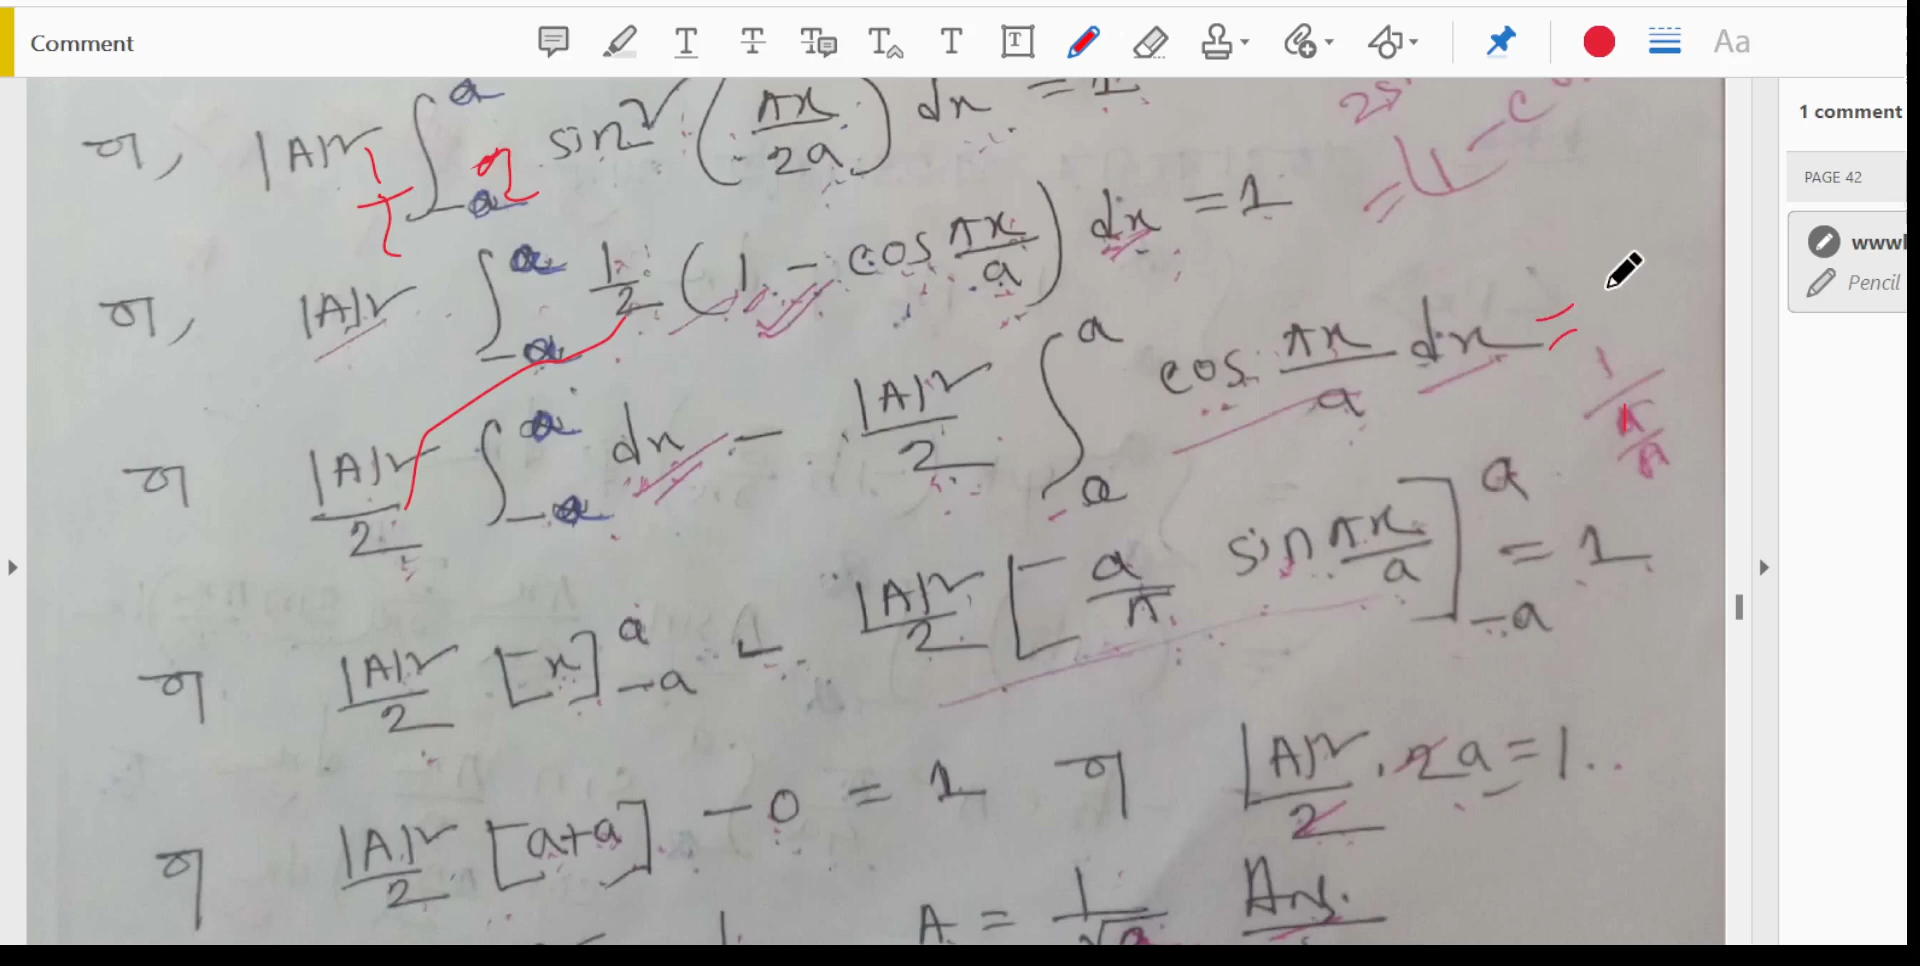 Comment
Aa
1 comment
PAGE 42
Pencil
বা, |A|² ∫_{-a}^{a} sin² (πx/2a) dx = 1
বা, |A|² ∫_{-a}^{a} 1/2 (1 - cos πx/a) dx = 1
বা |A|²/2 ∫_{-a}^{a} dx - |A|²/2 ∫_{-a}^{a} cos πx/a dx =
বা |A|²/2 [x]_{-a}^{a} - |A|²/2 [a/π sin πx/a]_{-a}^{a} = 1
বা |A|²/2 [a+a] - 0 = 1 বা |A|²/2 . 2a = 1
A = 1/√a Ans.